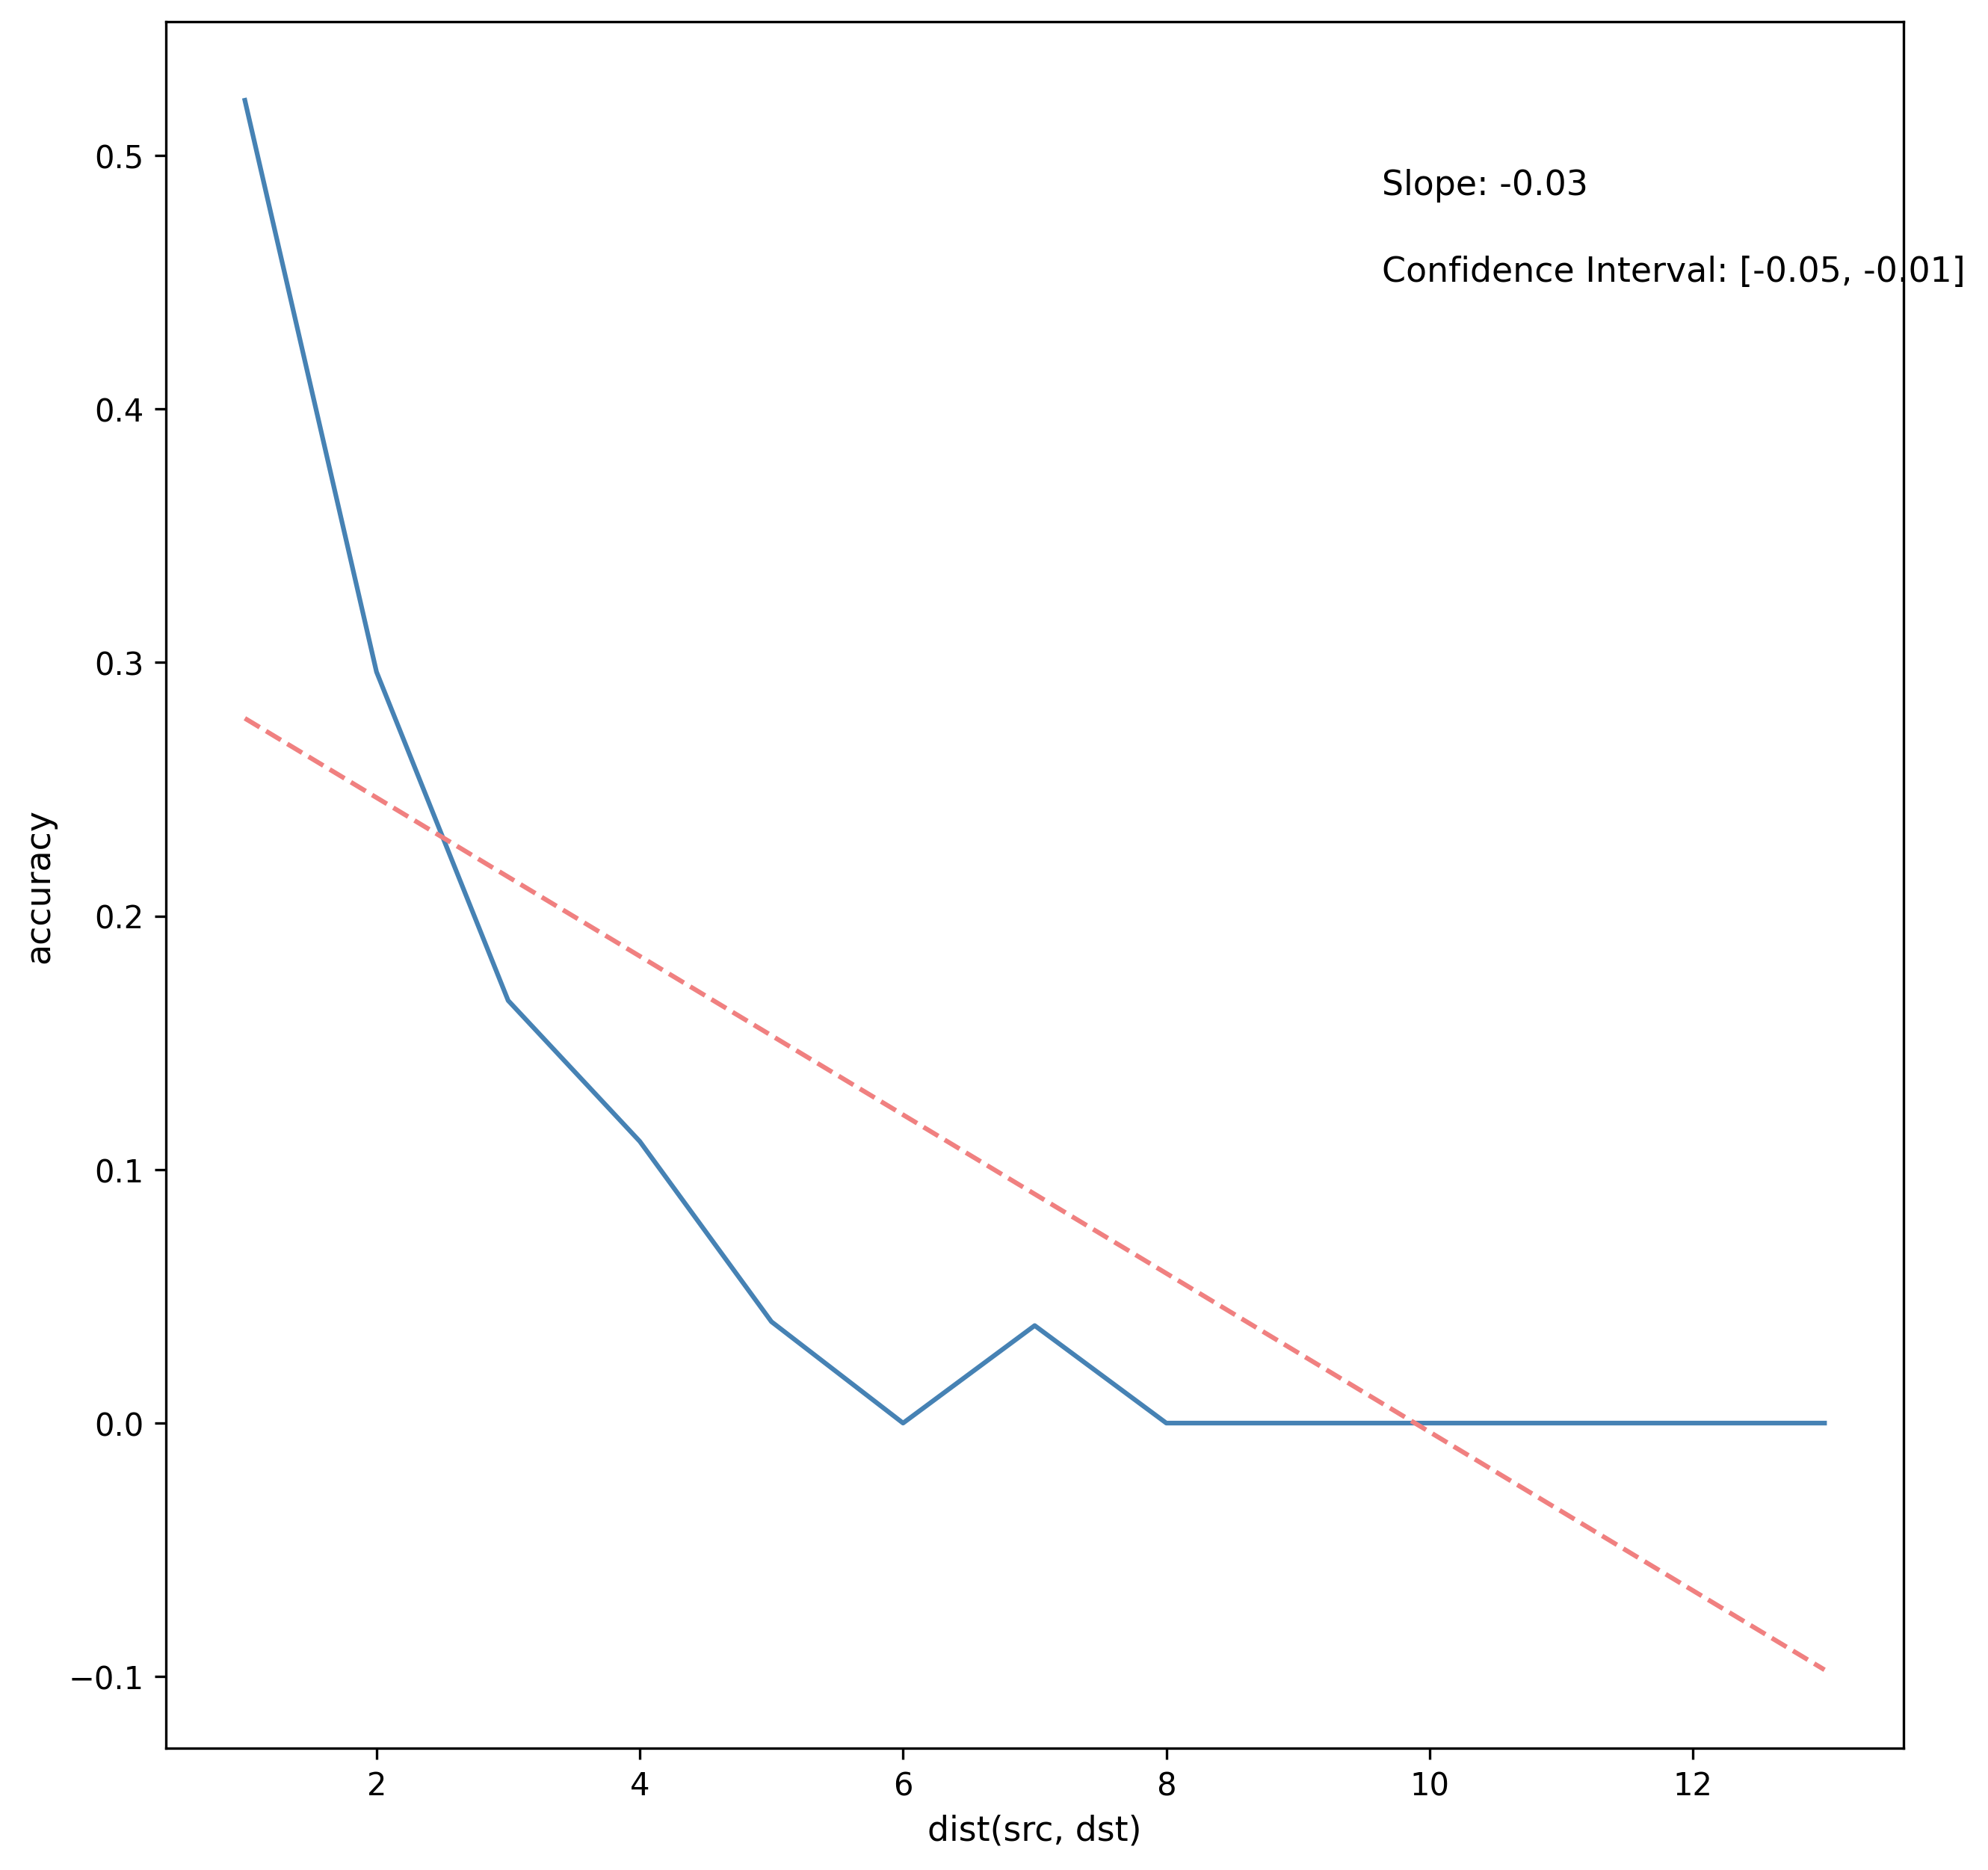 Slope: -0.03
Confidence Interval: [-0.05, -0.01]
accuracy
0.5
0.4
0.3
0.2
0.1
0.0
−0.1
2 4 6 8 10 12
dist(src, dst)